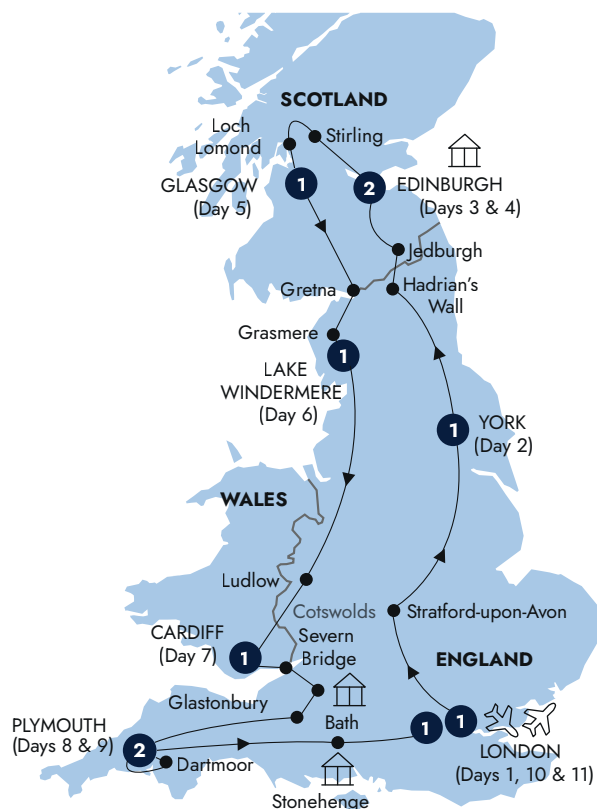 SCOTLAND
Loch
Lomond
Stirling
GLASGOW
(Day 5)
1
2
EDINBURGH
(Days 3 & 4)
Jedburgh
Gretna
Hadrian's
Wall
Grasmere
1
LAKE
WINDERMERE
(Day 6)
1
YORK
(Day 2)
WALES
Ludlow
Cotswolds
Stratford-upon-Avon
CARDIFF
(Day 7)
1
Severn
Bridge
ENGLAND
Glastonbury
PLYMOUTH
(Days 8 & 9)
2
Dartmoor
Bath
1
1
LONDON
(Days 1, 10 & 11)
Stonehenge